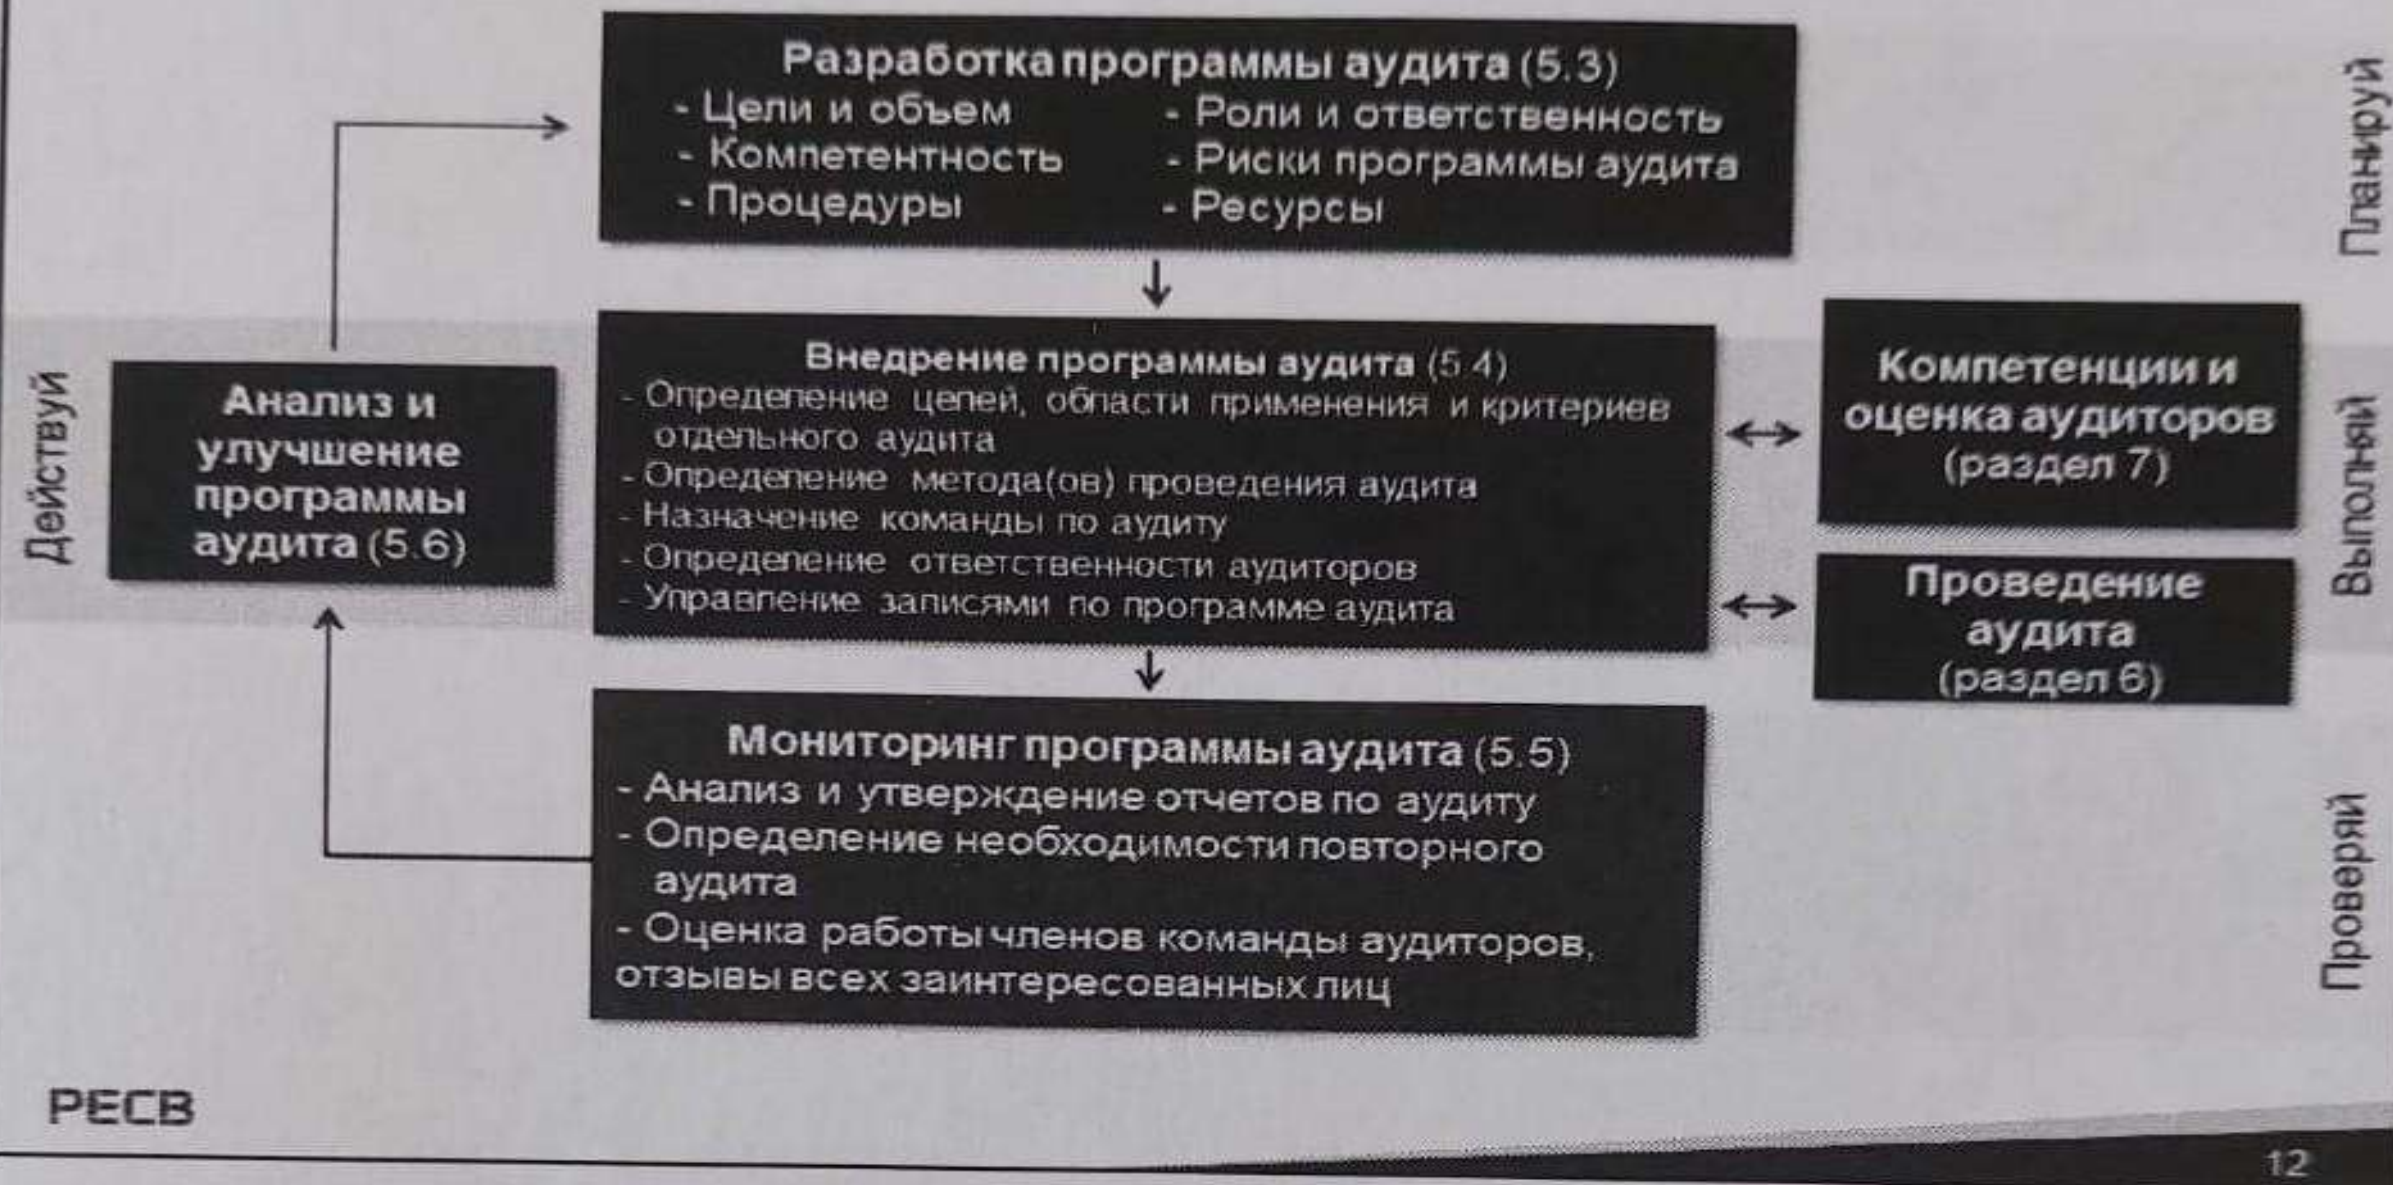 Разработка программы аудита (5.3)
- Цели и объем
- Компетентность
- Процедуры
- Роли и ответственность
- Риски программы аудита
- Ресурсы
Планируй
Внедрение программы аудита (5.4)
- Определение целей, области применения и критериев
отдельного аудита
- Определение метода(ов) проведения аудита
- Назначение команды по аудиту
- Определение ответственности аудиторов
- Управление записями по программе аудита
Компетенции и
оценка аудиторов
(раздел 7)
Проведение
аудита
(раздел 6)
Выполняй
Мониторинг программы аудита (5.5)
- Анализ и утверждение отчетов по аудиту
- Определение необходимости повторного
аудита
- Оценка работы членов команды аудиторов,
отзывы всех заинтересованных лиц
Проверяй
Действуй
Анализ и
улучшение
программы
аудита (5.6)
PECB
12